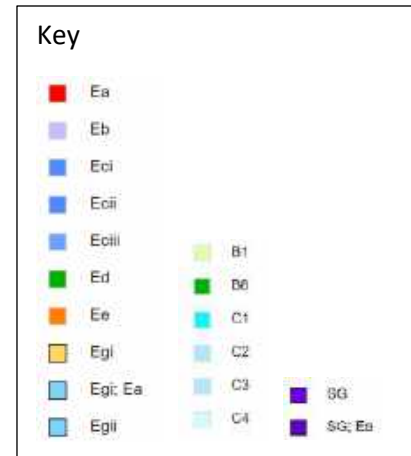 Key
Ea
Eb
Eci
Ecii
Eciii
Ed
Ee
Egi
Egi; Ea
Egii
B1
B8
C1
C2
C3
C4
SG
SG; Ea